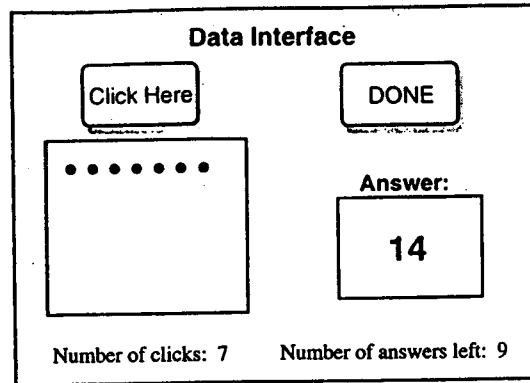 Data Interface
Click Here
DONE
Answer:
14
Number of clicks: 7
Number of answers left: 9